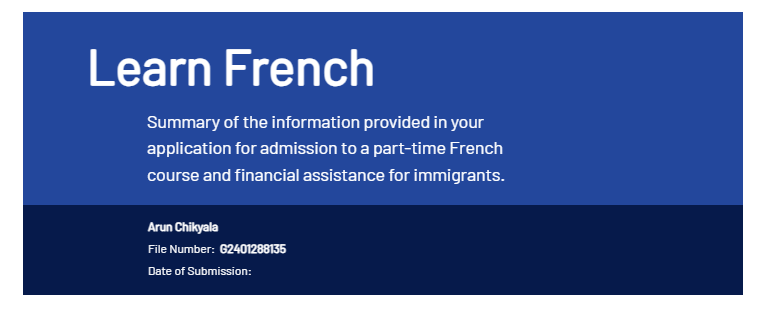 Learn French
Summary of the information provided in your
application for admission to a part-time French
course and financial assistance for immigrants.
Arun Chikyala
File Number: G2401288135
Date of Submission: